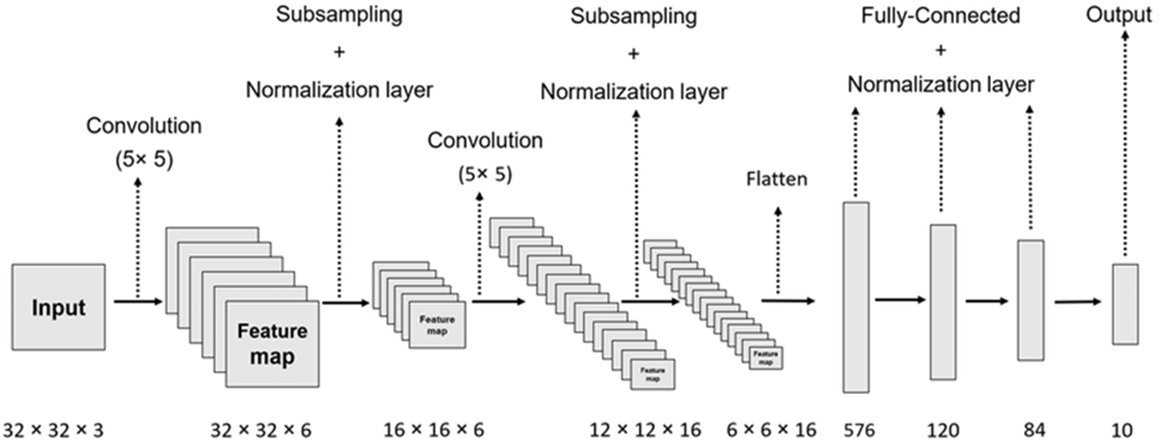 Subsampling
+
Normalization layer
Subsampling
+
Normalization layer
Fully-Connected
+
Normalization layer
Output
Convolution
(5× 5)
Convolution
(5× 5)
Flatten
Input
Feature
map
Feature
map
Feature
map
Feature
map
32 × 32 × 3
32 × 32 × 6
16 × 16 × 6
12 × 12 × 16
6 × 6 × 16
576
120
84
10